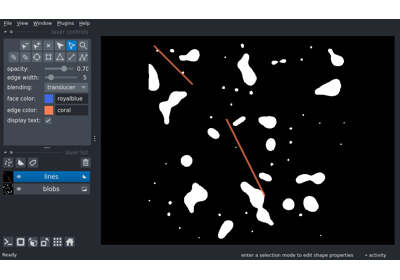 File View Window Plugins Help
layer controls
opacity: 0.70
edge width: 5
blending: translucen
face color: royalblue
edge color: coral
display text: ✓
layer list
lines
blobs
Ready
enter a selection mode to edit shape properties
activity